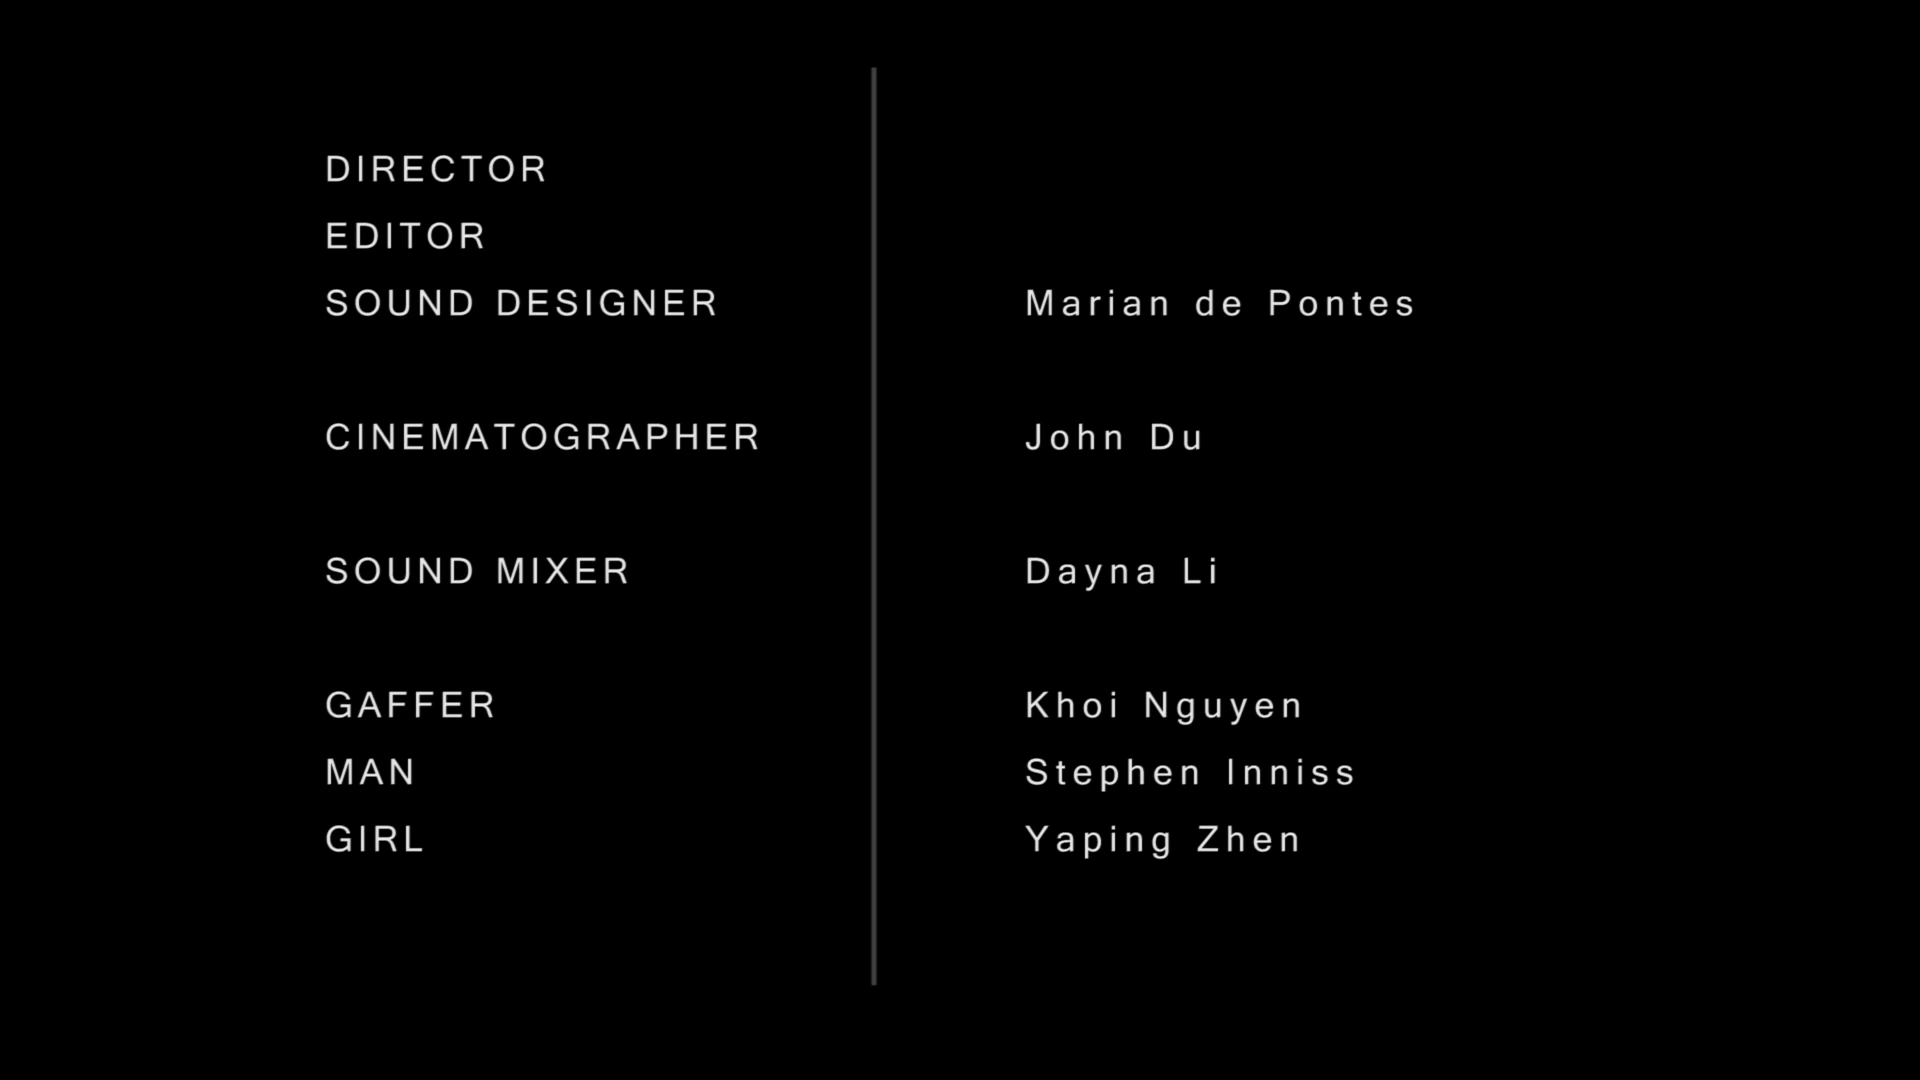 DIRECTOR
EDITOR
SOUND DESIGNER Marian de Pontes
CINEMATOGRAPHER John Du
SOUND MIXER Dayna Li
GAFFER Khoi Nguyen
MAN Stephen Inniss
GIRL Yaping Zhen